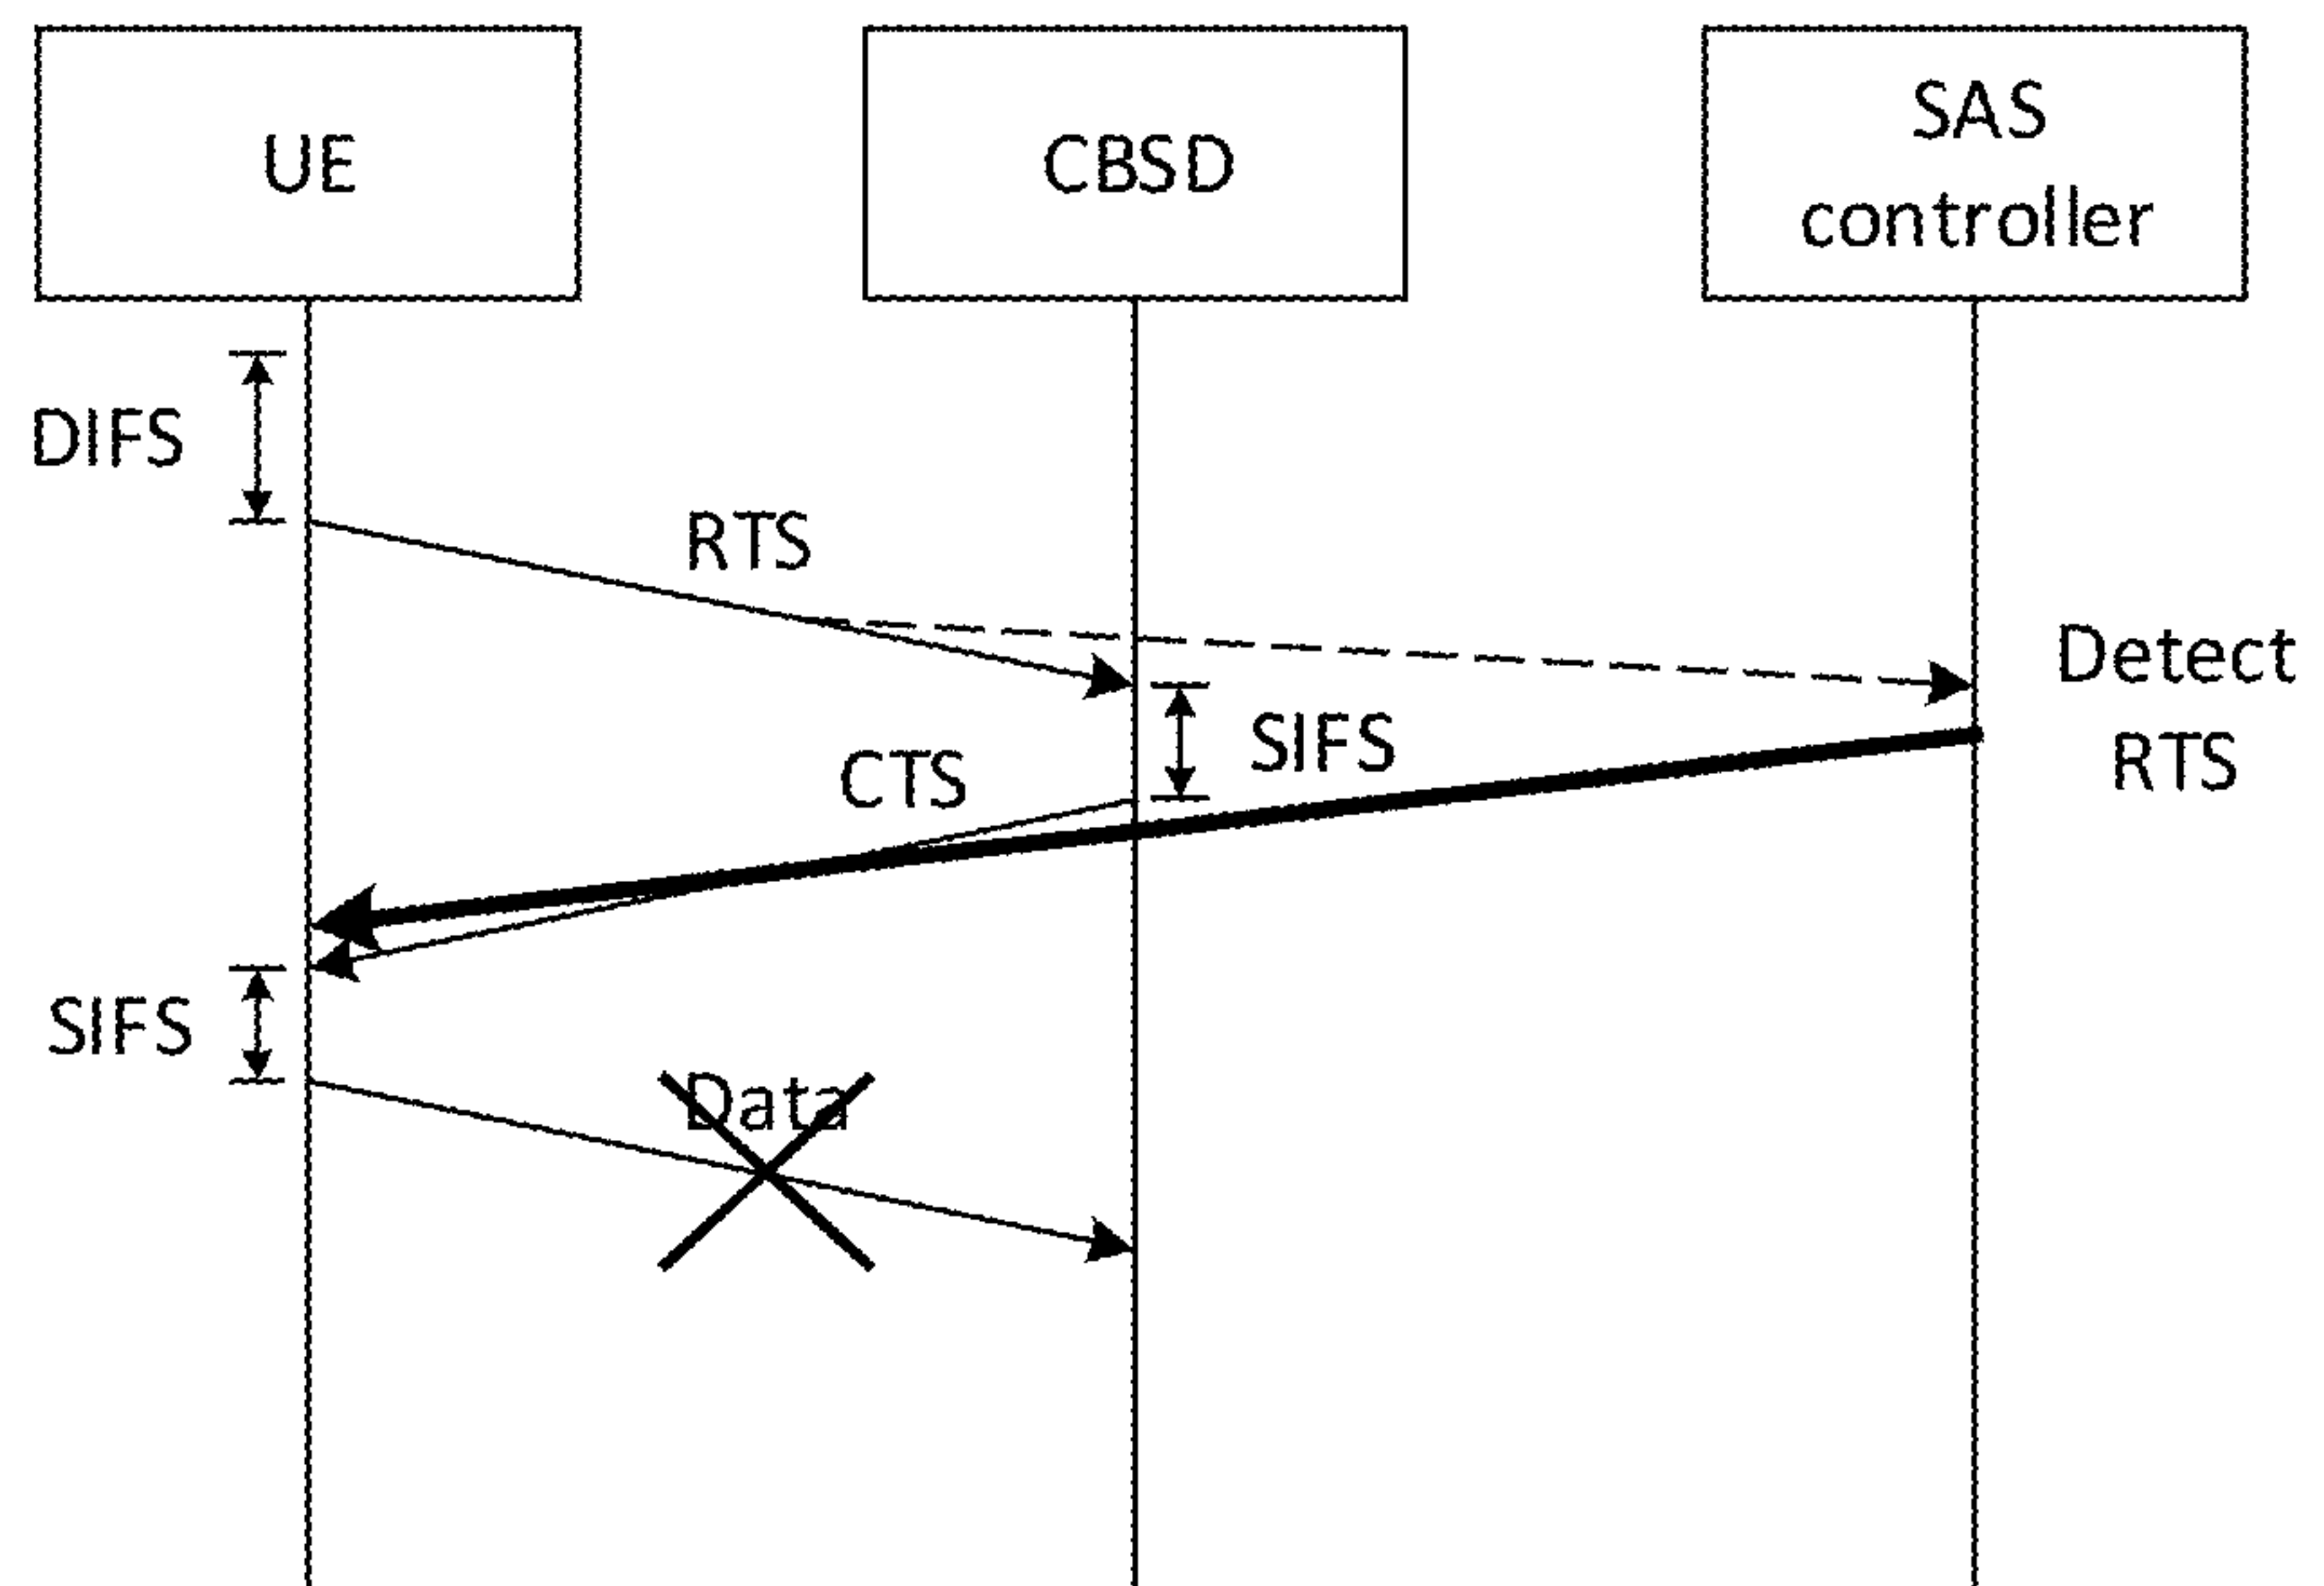 UE
CBSD
SAS
controller
DIFS
RTS
Detect
RTS
SIFS
CTS
SIFS
Data